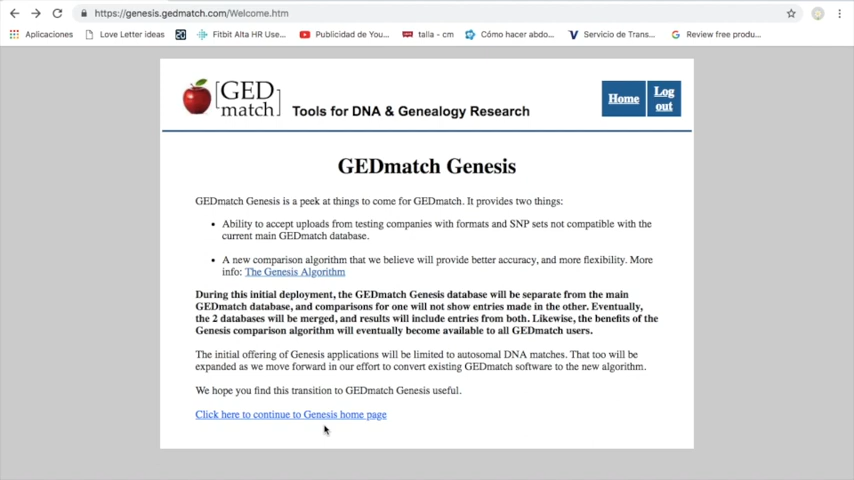 https://genesis.gedmatch.com/Welcome.htm
Aplicaciones Love Letter ideas 20 Fitbit Alta HR Use... Publicidad de You... talia - cm Cómo hacer abdo... Servicio de Trans... Review free produ...
GED
match
Tools for DNA & Genealogy Research
Home
Log
out
GEDmatch Genesis
GEDmatch Genesis is a peek at things to come for GEDmatch. It provides two things:
• Ability to accept uploads from testing companies with formats and SNP sets not compatible with the
current main GEDmatch database.
• A new comparison algorithm that we believe will provide better accuracy, and more flexibility. More
info: The Genesis Algorithm
During this initial deployment, the GEDmatch Genesis database will be separate from the main
GEDmatch database, and comparisons for one will not show entries made in the other. Eventually,
the 2 databases will be merged, and results will include entries from both. Likewise, the benefits of the
Genesis comparison algorithm will eventually become available to all GEDmatch users.
The initial offering of Genesis applications will be limited to autosomal DNA matches. That too will be
expanded as we move forward in our effort to convert existing GEDmatch software to the new algorithm.
We hope you find this transition to GEDmatch Genesis useful.
Click here to continue to Genesis home page